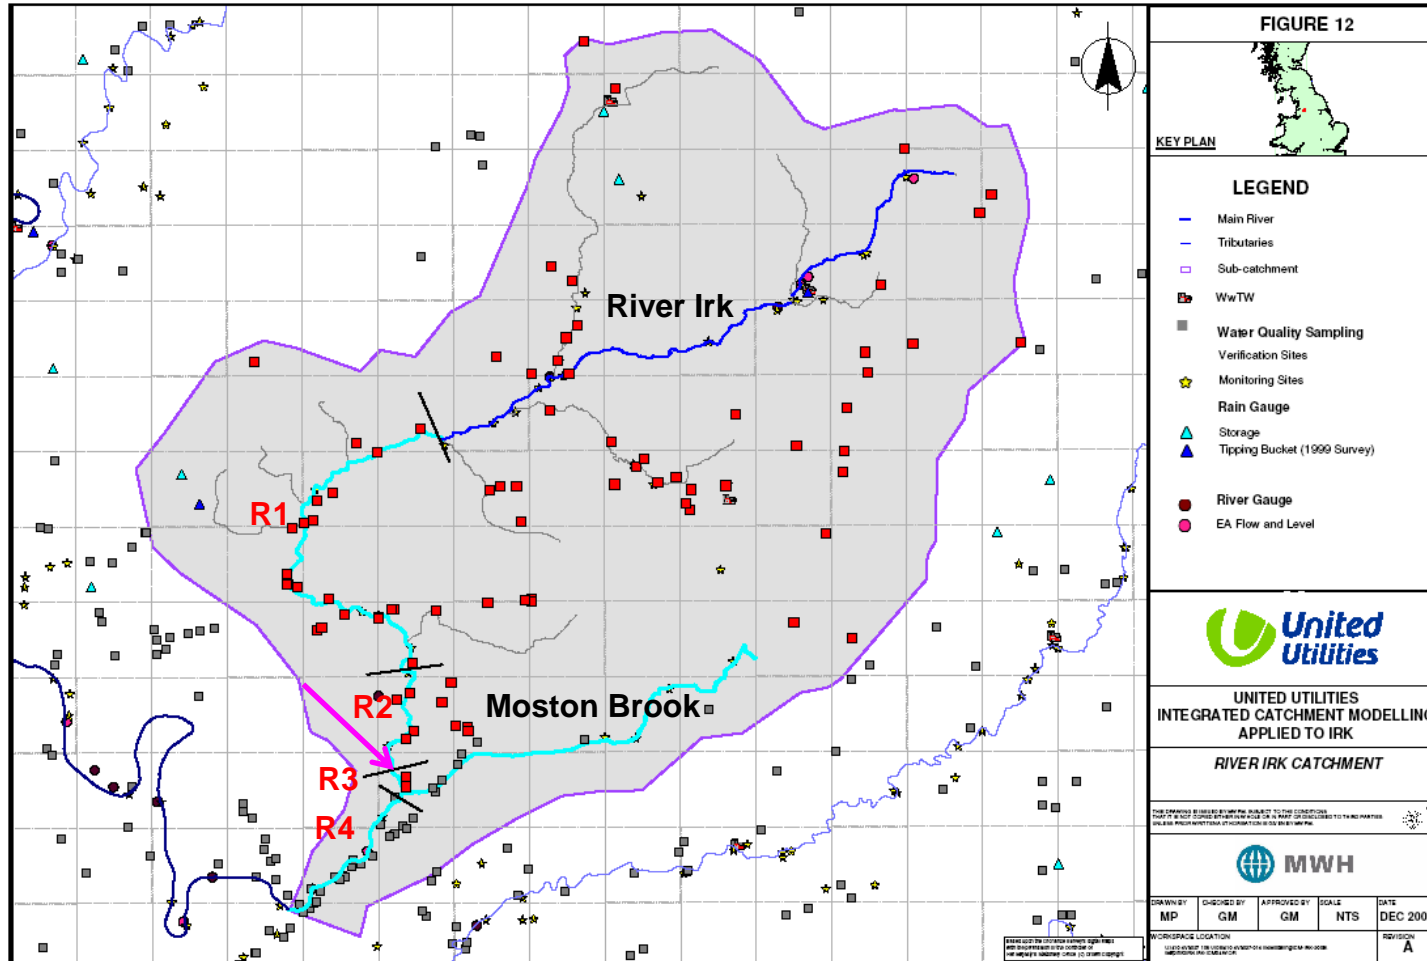 FIGURE 12
KEY PLAN
LEGEND
Main River
Tributaries
Sub-catchment
WwTW
Water Quality Sampling
Verification Sites
Monitoring Sites
Rain Gauge
Storage
Tipping Bucket (1999 Survey)
River Gauge
EA Flow and Level
River Irk
R1
R2
Moston Brook
R3
R4
United
Utilities
UNITED UTILITIES
INTEGRATED CATCHMENT MODELLING
APPLIED TO IRK
RIVER IRK CATCHMENT
MWH
DRAWN BY CHECKED BY APPROVED BY SCALE DATE
MP GM GM NTS DEC 200
WORKSPACE LOCATION REVISION
A